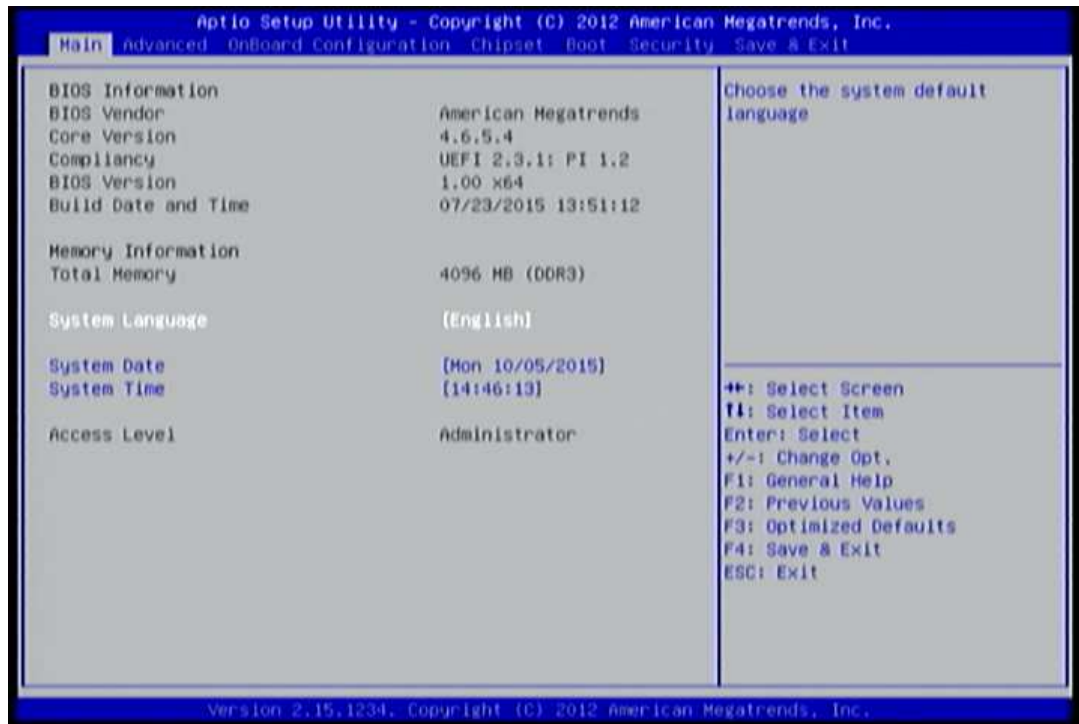 Aptio Setup Utility - Copyright (C) 2012 American Megatrends, Inc.
Main Advanced OnBoard Configuration Chipset Boot Security Save & Exit
BIOS Information
BIOS Vendor American Megatrends
Core Version 4.6.5.4
Compliancy UEFI 2.3.1; PI 1.2
BIOS Version 1.00 x64
Build Date and Time 07/23/2015 13:51:12
Memory Information
Total Memory 4096 MB (DDR3)
System Language [English]
System Date [Mon 10/05/2015]
System Time [14:46:13]
Access Level Administrator
Choose the system default
language
→←: Select Screen
↑↓: Select Item
Enter: Select
+/-: Change Opt.
F1: General Help
F2: Previous Values
F3: Optimized Defaults
F4: Save & Exit
ESC: Exit
Version 2.15.1234. Copyright (C) 2012 American Megatrends, Inc.